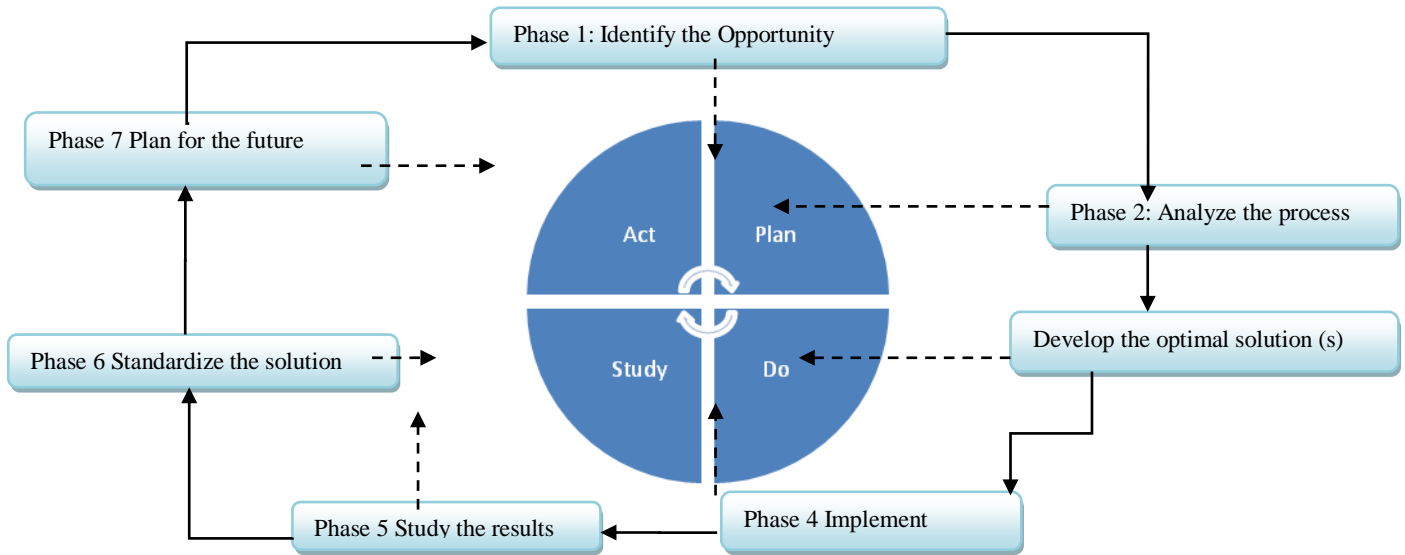 Phase 1: Identify the Opportunity
Phase 7 Plan for the future
Phase 2: Analyze the process
Act
Plan
Phase 6 Standardize the solution
Develop the optimal solution (s)
Study
Do
Phase 5 Study the results
Phase 4 Implement